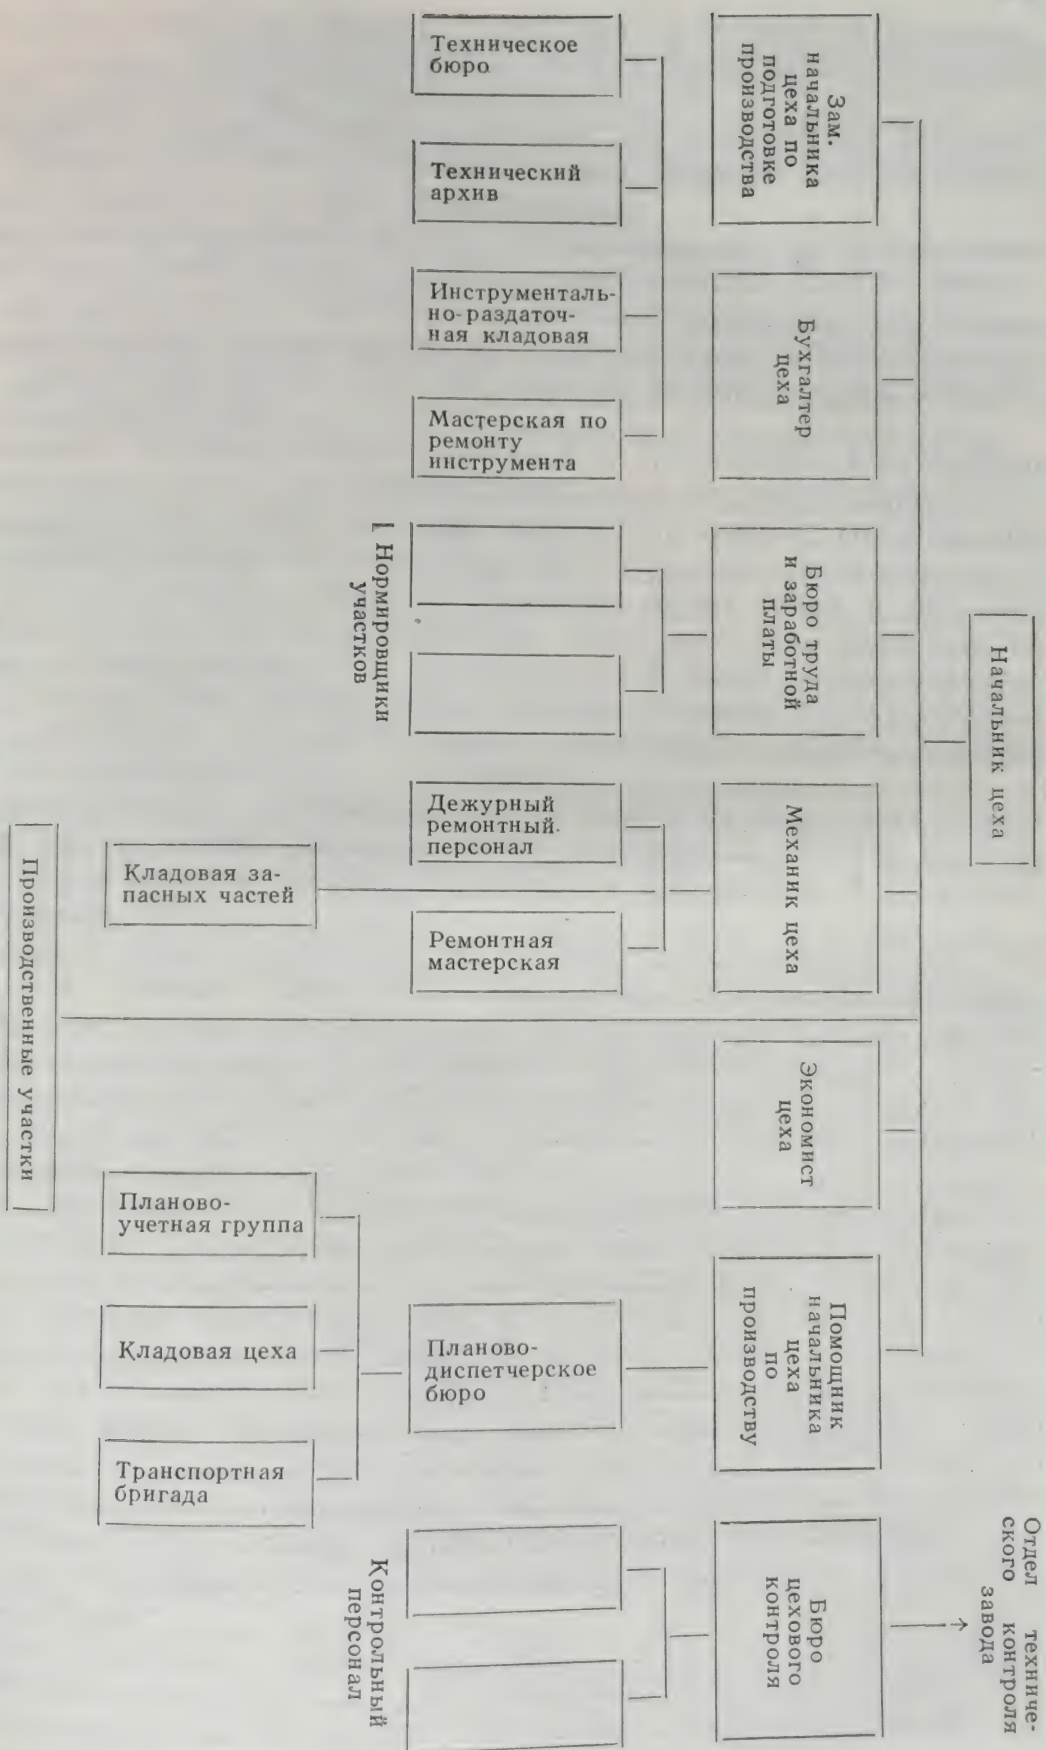 Начальник цеха
Зам.
начальника
цеха по
подготовке
производства
Бухгалтер
цеха
Бюро труда
и заработной
платы
Механик цеха
Экономист
цеха
Помощник
начальника
цеха
по
производству
Бюро
цехового
контроля
Отдел техниче-
ского контроля
завода
Техническое
бюро
Технический
архив
Инструменталь-
но-раздаточ-
ная кладовая
Мастерская по
ремонту
инструмента
Нормировщики
участков
Дежурный
ремонтный
персонал
Ремонтная
мастерская
Кладовая за-
пасных частей
Планово-
диспетчерское
бюро
Планово-
учетная группа
Кладовая цеха
Транспортная
бригада
Контрольный
персонал
Производственные участки